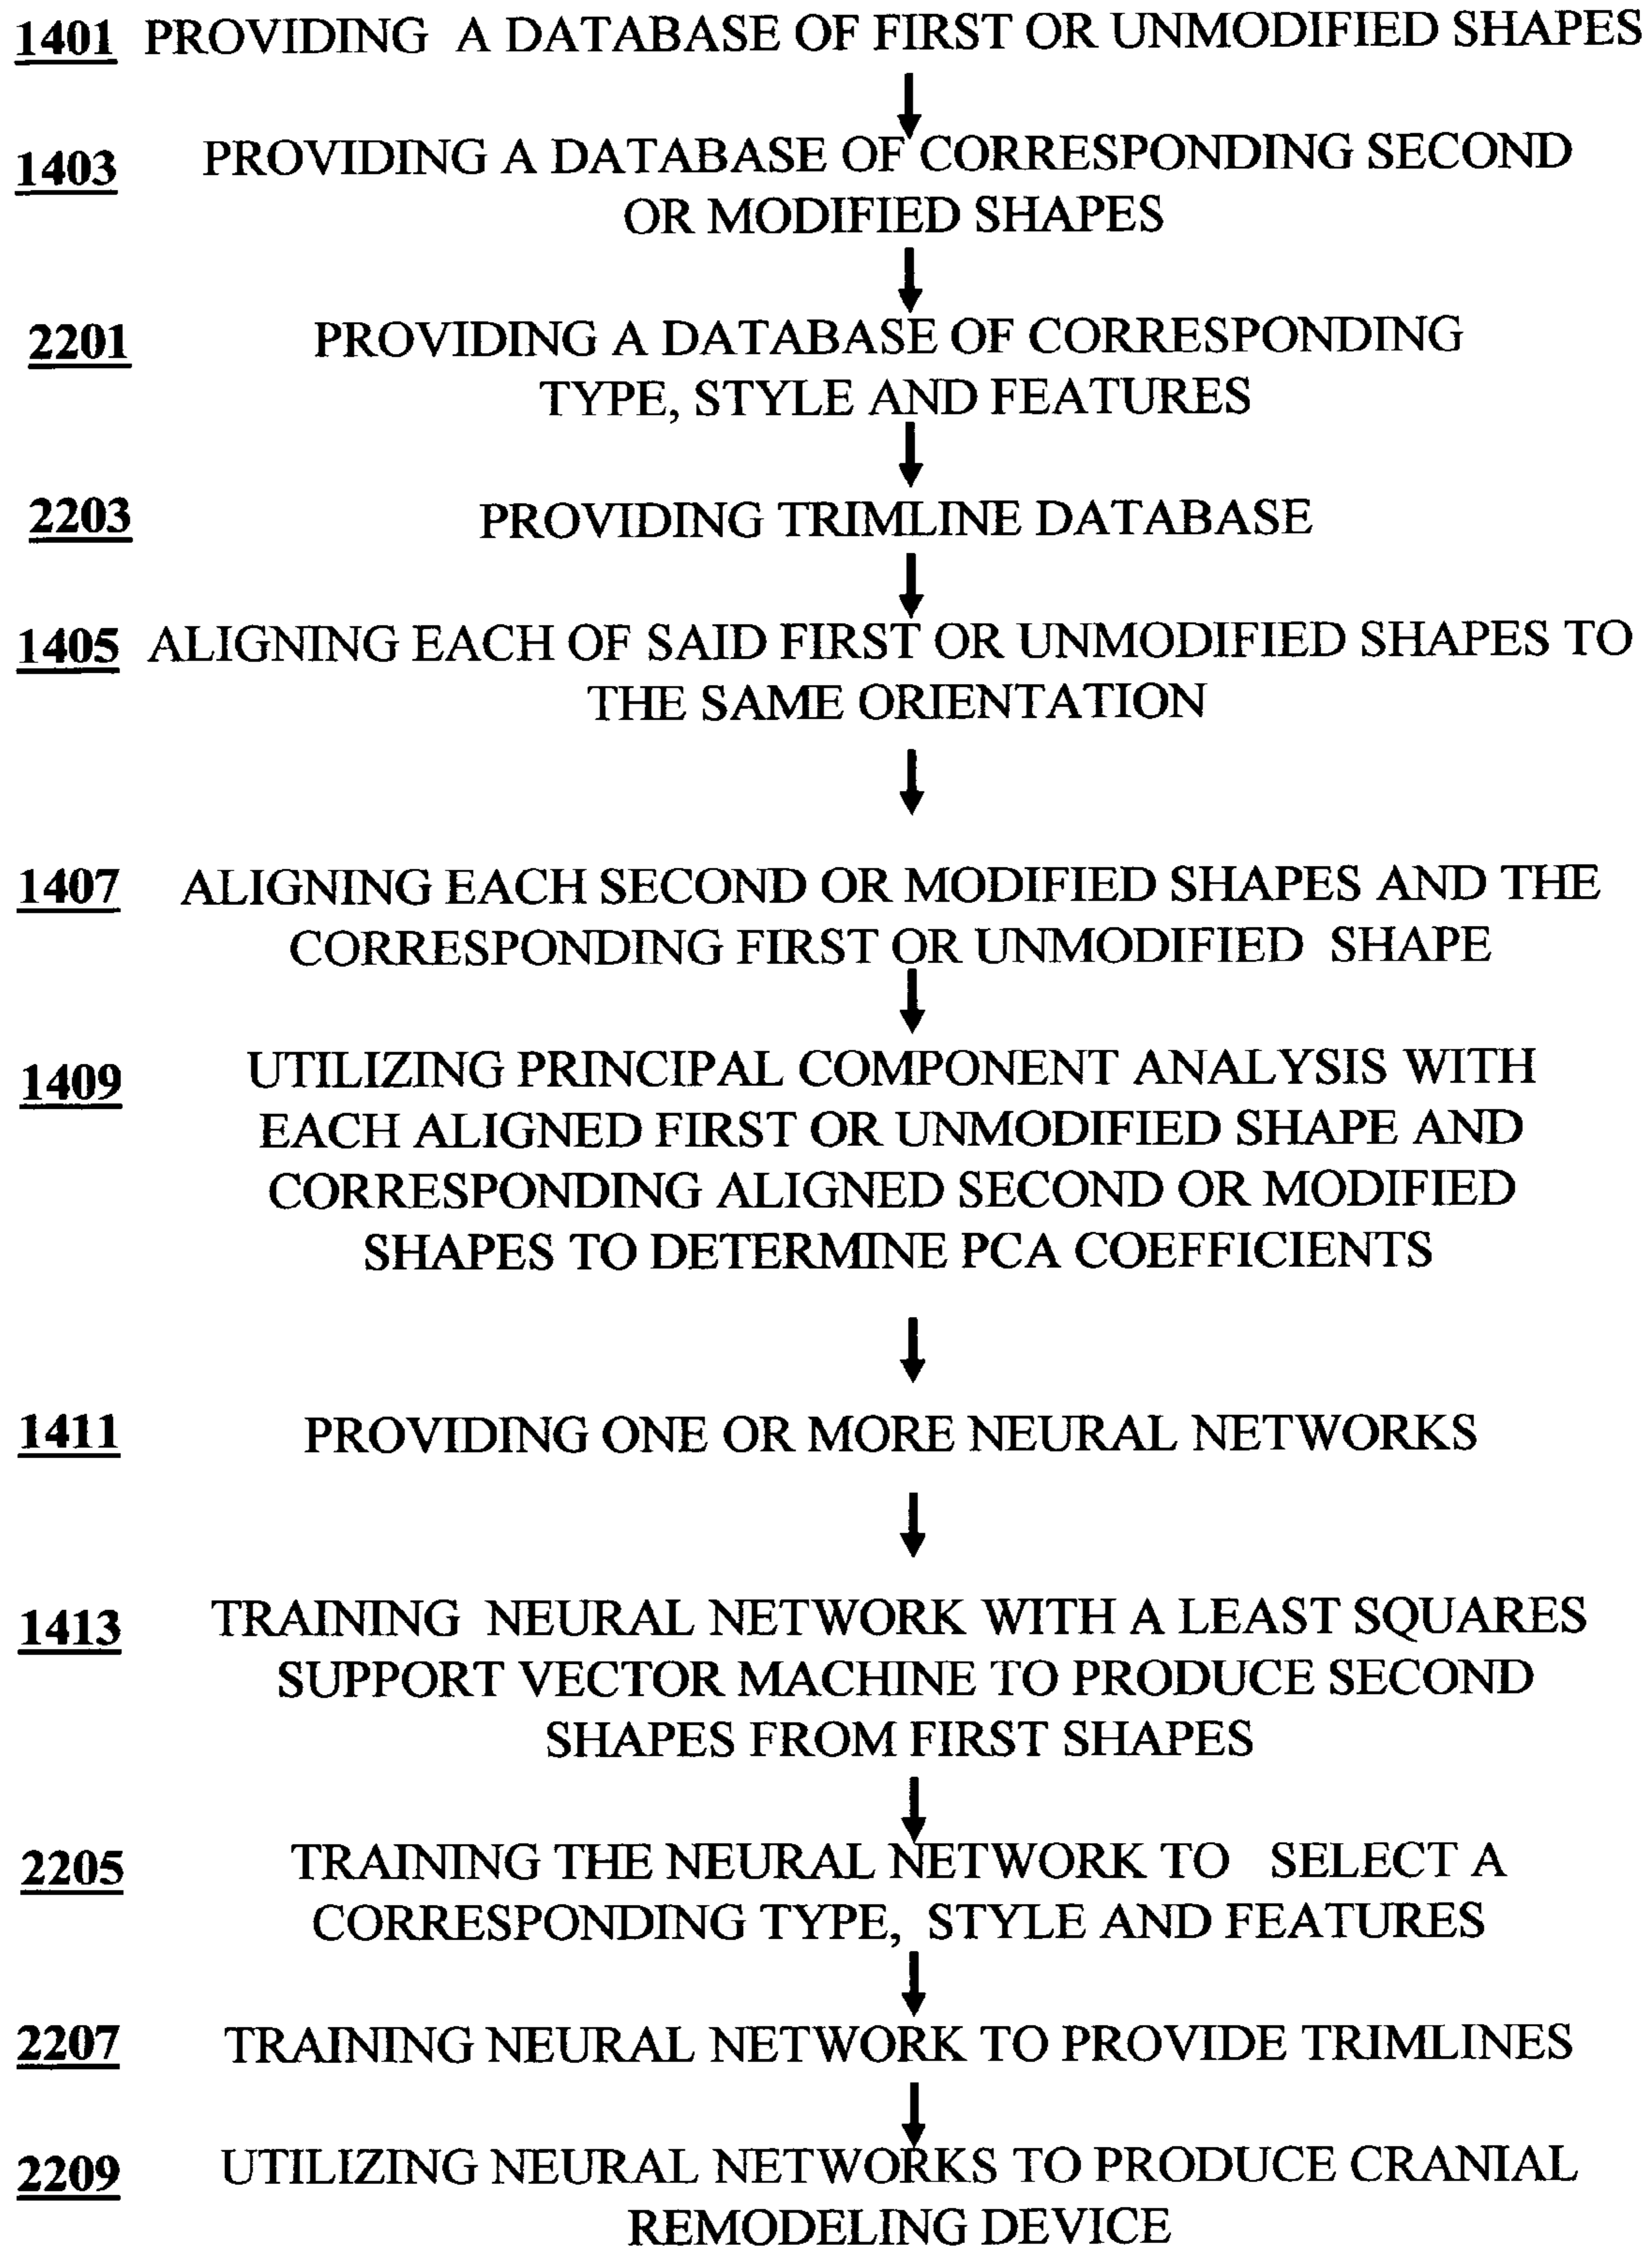 1401 PROVIDING A DATABASE OF FIRST OR UNMODIFIED SHAPES
1403 PROVIDING A DATABASE OF CORRESPONDING SECOND
OR MODIFIED SHAPES
2201 PROVIDING A DATABASE OF CORRESPONDING
TYPE, STYLE AND FEATURES
2203 PROVIDING TRIMLINE DATABASE
1405 ALIGNING EACH OF SAID FIRST OR UNMODIFIED SHAPES TO
THE SAME ORIENTATION
1407 ALIGNING EACH SECOND OR MODIFIED SHAPES AND THE
CORRESPONDING FIRST OR UNMODIFIED SHAPE
1409 UTILIZING PRINCIPAL COMPONENT ANALYSIS WITH
EACH ALIGNED FIRST OR UNMODIFIED SHAPE AND
CORRESPONDING ALIGNED SECOND OR MODIFIED
SHAPES TO DETERMINE PCA COEFFICIENTS
1411 PROVIDING ONE OR MORE NEURAL NETWORKS
1413 TRAINING NEURAL NETWORK WITH A LEAST SQUARES
SUPPORT VECTOR MACHINE TO PRODUCE SECOND
SHAPES FROM FIRST SHAPES
2205 TRAINING THE NEURAL NETWORK TO SELECT A
CORRESPONDING TYPE, STYLE AND FEATURES
2207 TRAINING NEURAL NETWORK TO PROVIDE TRIMLINES
2209 UTILIZING NEURAL NETWORKS TO PRODUCE CRANIAL
REMODELING DEVICE